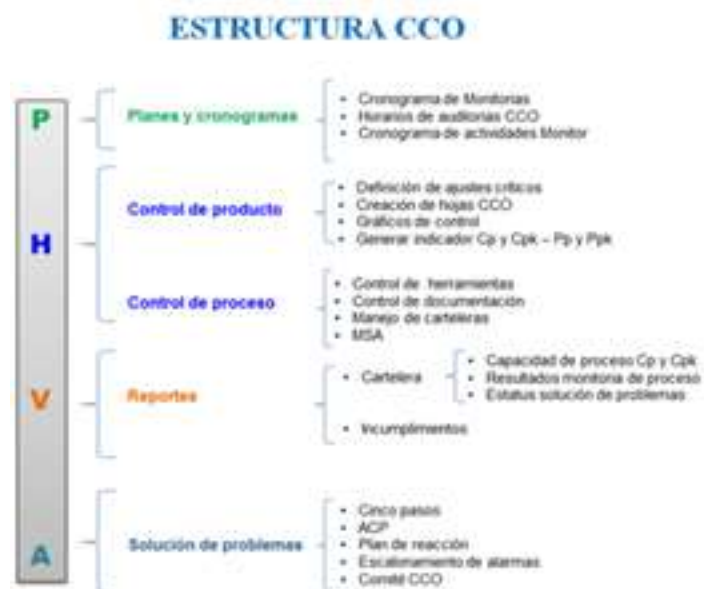 ESTRUCTURA CCO
P
Planes y cronogramas
• Cronograma de Monitorias
• Horarios de auditorias CCO
• Cronograma de actividades Monitor
H
Control de producto
• Definición de ajustes críticos
• Creación de hojas CCO
• Gráficos de control
• Generar indicador Cp y Cpk – Pp y Ppk
Control de proceso
• Control de herramientas
• Control de documentación
• Manejo de carteleras
• MSA
V
Reportes
• Cartelera
• Capacidad de proceso Cp y Cpk
• Resultados monitoria de proceso
• Estatus solución de problemas
• Incumplimientos
A
Solución de problemas
• Cinco pasos
• ACP
• Plan de reacción
• Escalonamiento de alarmas
• Comité CCO